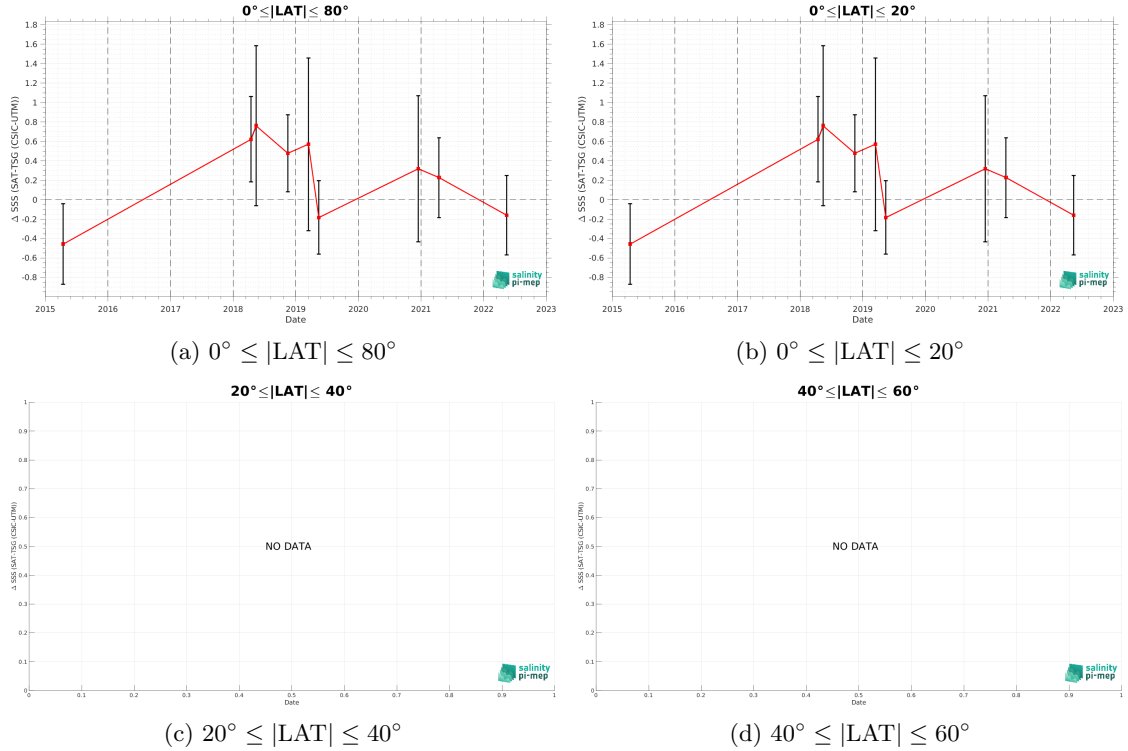 0°≤|LAT|≤ 80°
Δ SSS (SAT-TSG (CSIC-UTM))
1.8
1.6
1.4
1.2
1
0.8
0.6
0.4
0.2
0
-0.2
-0.4
-0.6
-0.8
2015 2016 2017 2018 2019 2020 2021 2022 2023
Date
salinity
pi-mep
(a) 0° ≤ |LAT| ≤ 80°
0°≤|LAT|≤ 20°
Δ SSS (SAT-TSG (CSIC-UTM))
1.8
1.6
1.4
1.2
1
0.8
0.6
0.4
0.2
0
-0.2
-0.4
-0.6
-0.8
2015 2016 2017 2018 2019 2020 2021 2022 2023
Date
salinity
pi-mep
(b) 0° ≤ |LAT| ≤ 20°
20°≤|LAT|≤ 40°
Δ SSS (SAT-TSG (CSIC-UTM))
1
0.9
0.8
0.7
0.6
0.5
0.4
0.3
0.2
0.1
0
NO DATA
0 0.1 0.2 0.3 0.4 0.5 0.6 0.7 0.8 0.9 1
Date
salinity
pi-mep
(c) 20° ≤ |LAT| ≤ 40°
40°≤|LAT|≤ 60°
Δ SSS (SAT-TSG (CSIC-UTM))
1
0.9
0.8
0.7
0.6
0.5
0.4
0.3
0.2
0.1
0
NO DATA
0 0.1 0.2 0.3 0.4 0.5 0.6 0.7 0.8 0.9 1
Date
salinity
pi-mep
(d) 40° ≤ |LAT| ≤ 60°